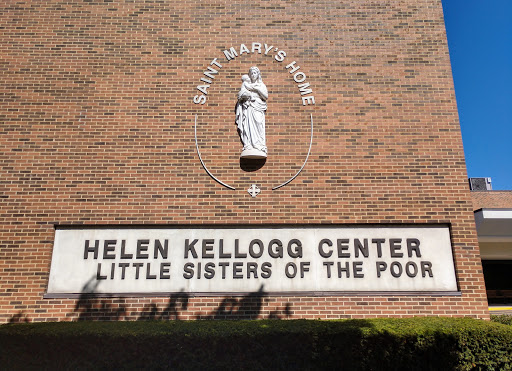 SAINT MARY'S HOME
HELEN KELLOGG CENTER
LITTLE SISTERS OF THE POOR